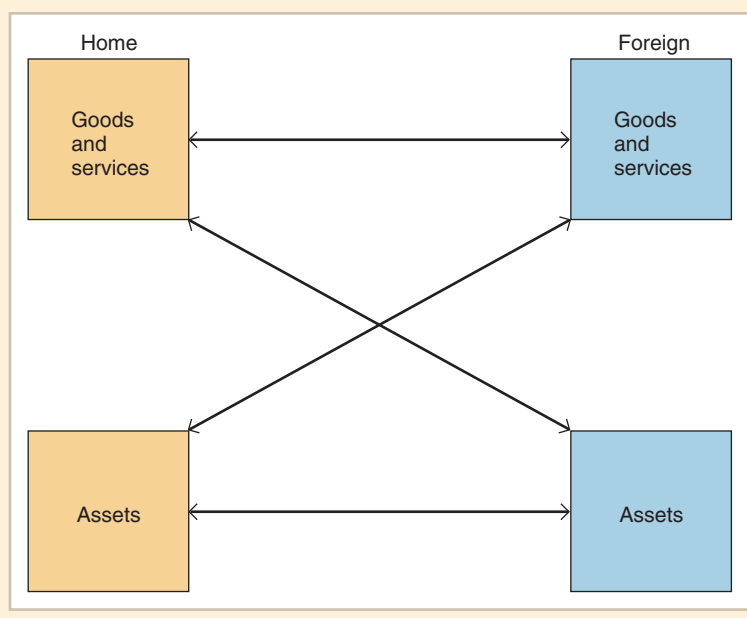 Home
Foreign
Goods
and
services
Goods
and
services
Assets
Assets